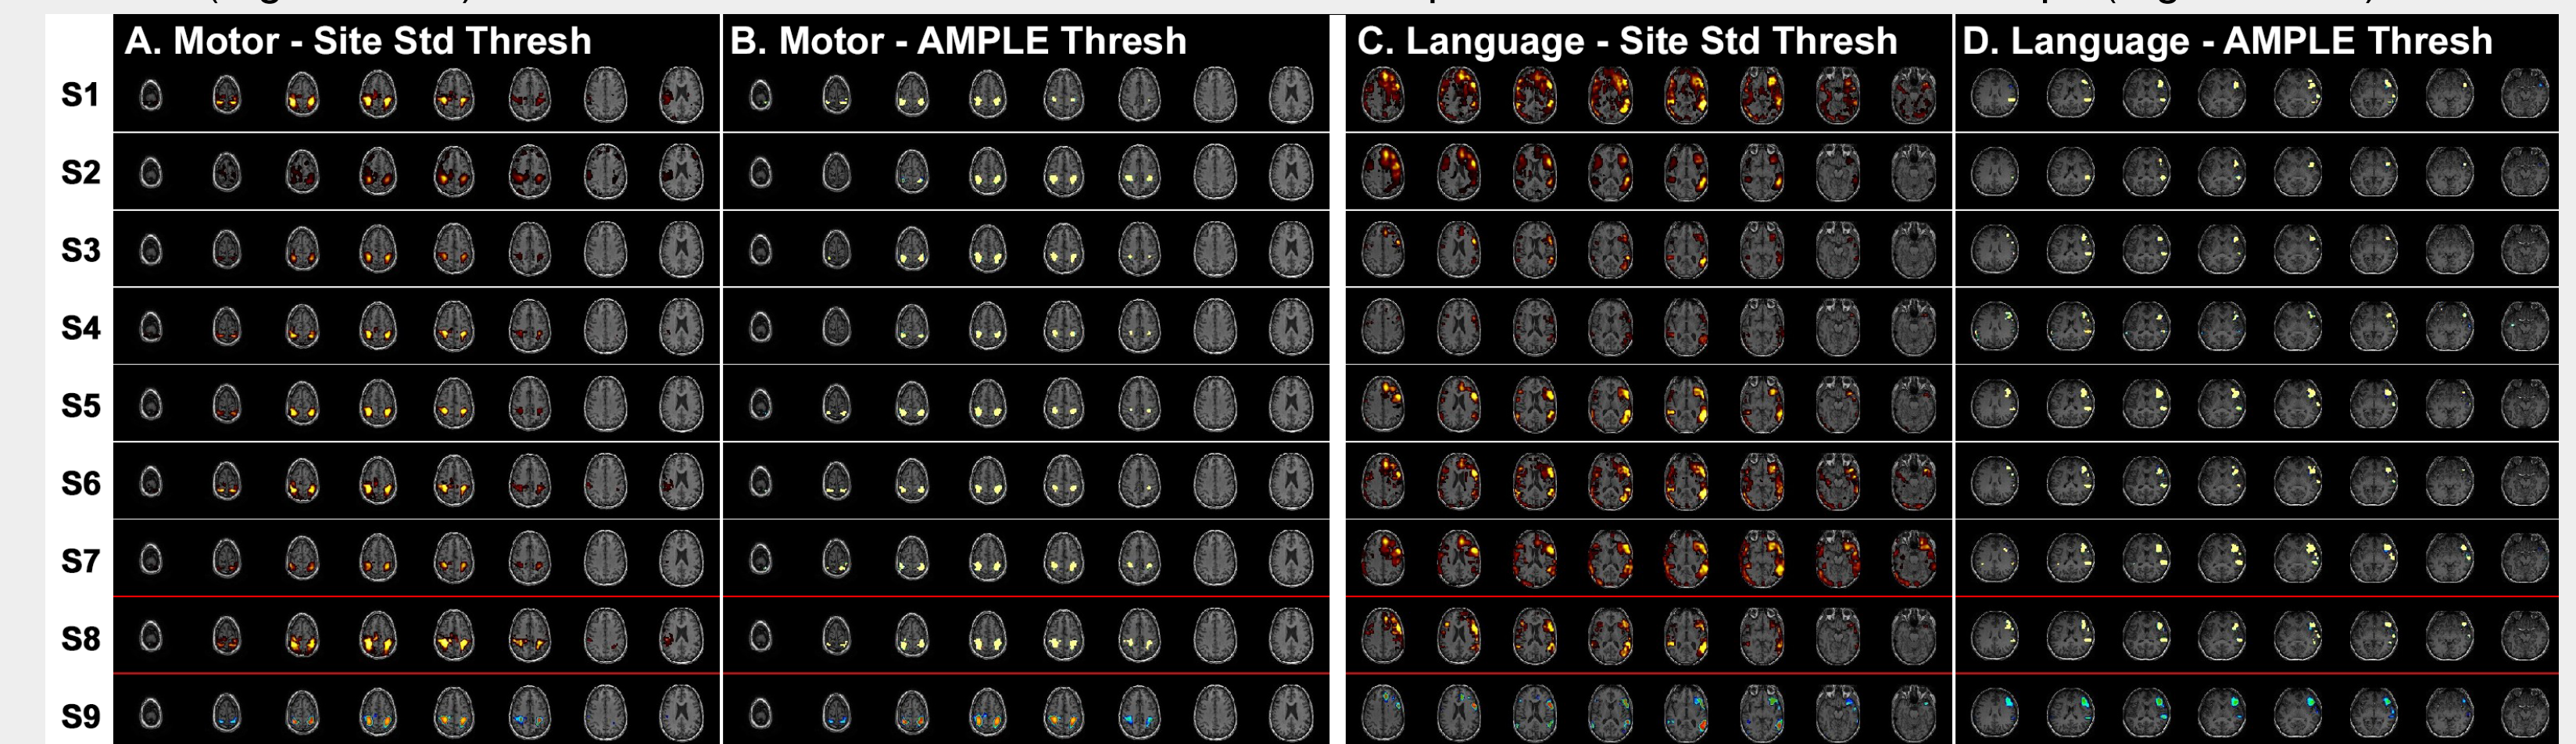 A. Motor - Site Std Thresh
B. Motor - AMPLE Thresh
C. Language - Site Std Thresh
D. Language - AMPLE Thresh
S1
S2
S3
S4
S5
S6
S7
S8
S9